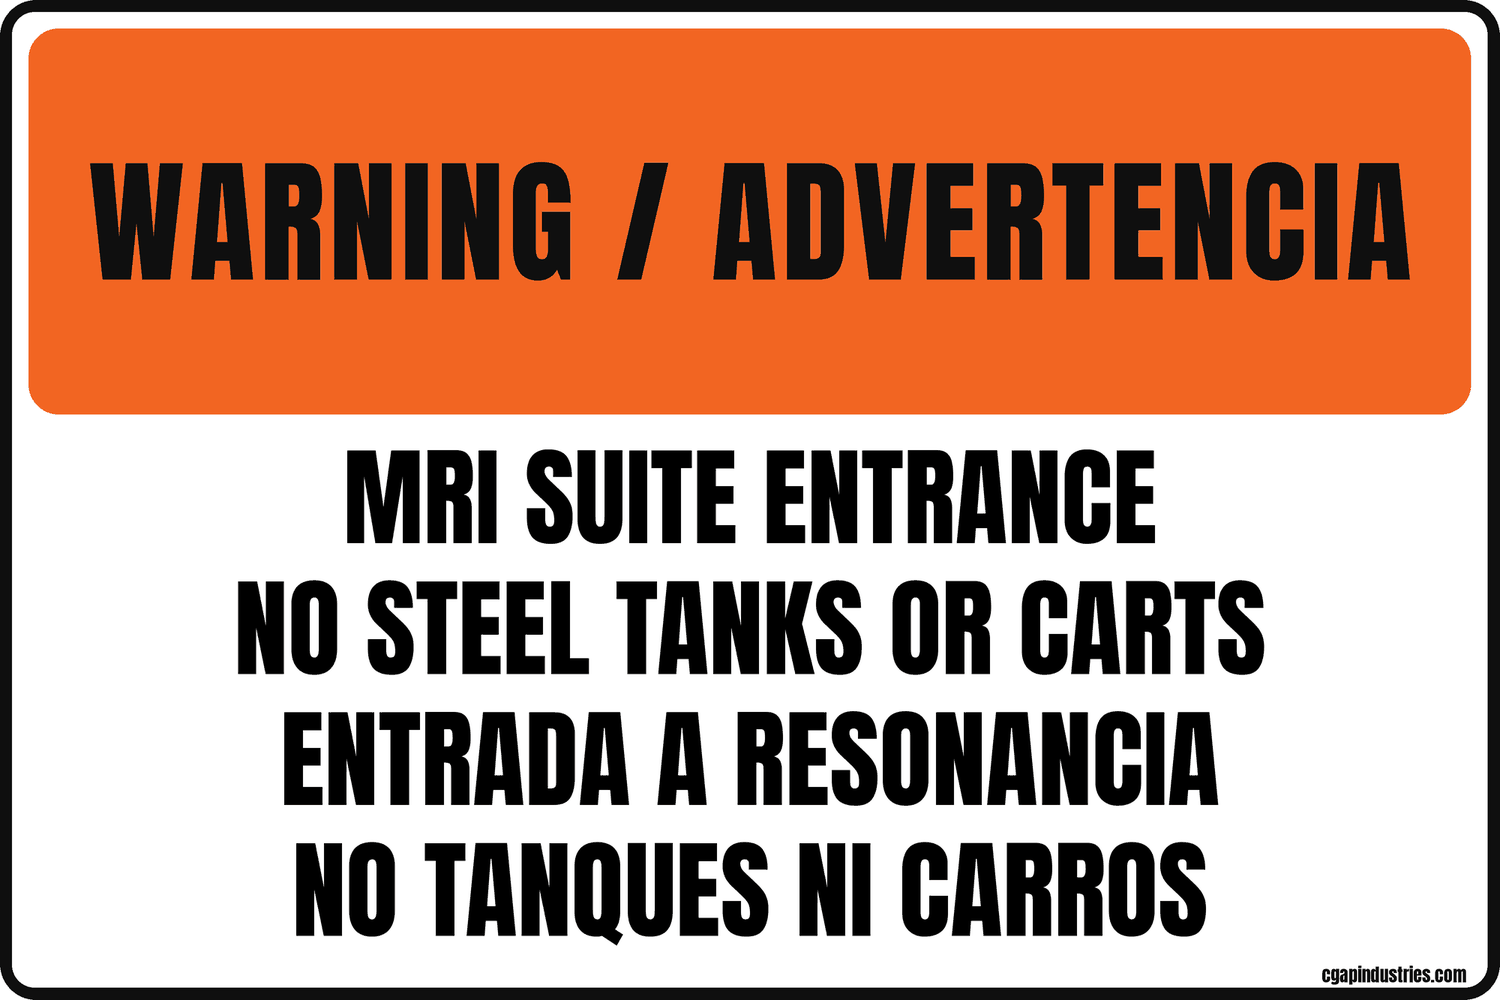 WARNING / ADVERTENCIA
MRI SUITE ENTRANCE
NO STEEL TANKS OR CARTS
ENTRADA A RESONANCIA
NO TANQUES NI CARROS
cgapindustries.com